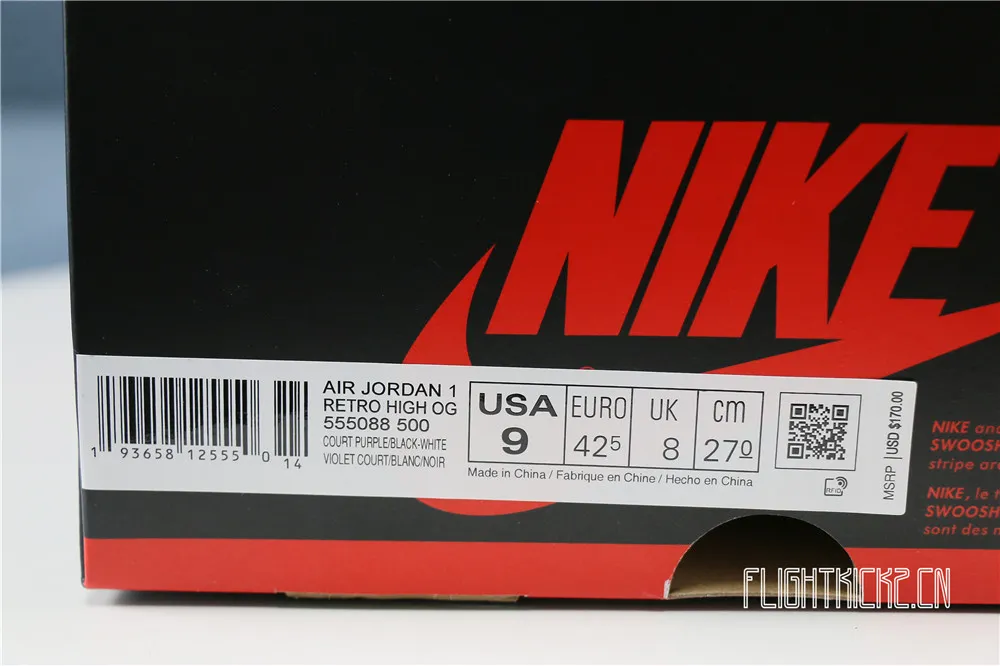 NIKE
AIR JORDAN 1
RETRO HIGH OG
555088 500
COURT PURPLE/BLACK-WHITE
VIOLET COURT/BLANC/NOIR
1 93658 12555 0 14
USA EURO UK cm
9 42.5 8 27.0
Made in China / Fabrique en Chine / Hecho en China
RFID
MSRP |USD $170.00
NIKE and
SWOOSH
stripe are
NIKE, le t
SWOOSH
sont des
FLIGHTKICKZ.CN